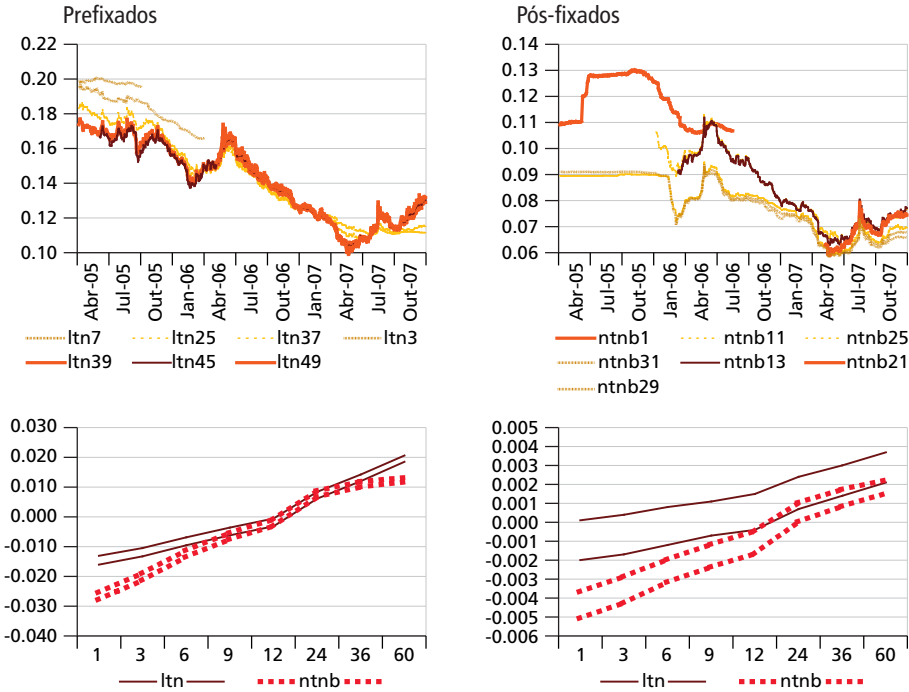 Prefixados
0.22
0.20
0.18
0.16
0.14
0.12
0.10
Abr-05 Jul-05 Out-05 Jan-06 Abr-06 Jul-06 Out-06 Jan-07 Abr-07 Jul-07 Out-07
ltn7 ltn25 ltn37 ltn3
ltn39 ltn45 ltn49
Pós-fixados
0.14
0.13
0.12
0.11
0.10
0.09
0.08
0.07
0.06
Abr-05 Jul-05 Out-05 Jan-06 Abr-06 Jul-06 Out-06 Jan-07 Abr-07 Jul-07 Out-07
ntnb1 ntnb11 ntnb25
ntnb31 ntnb13 ntnb21
ntnb29
0.030
0.020
0.010
0.000
-0.010
-0.020
-0.030
-0.040
1 3 6 9 12 24 36 60
ltn ntnb
0.005
0.004
0.003
0.002
0.001
0.000
-0.001
-0.002
-0.003
-0.004
-0.005
-0.006
1 3 6 9 12 24 36 60
ltn ntnb